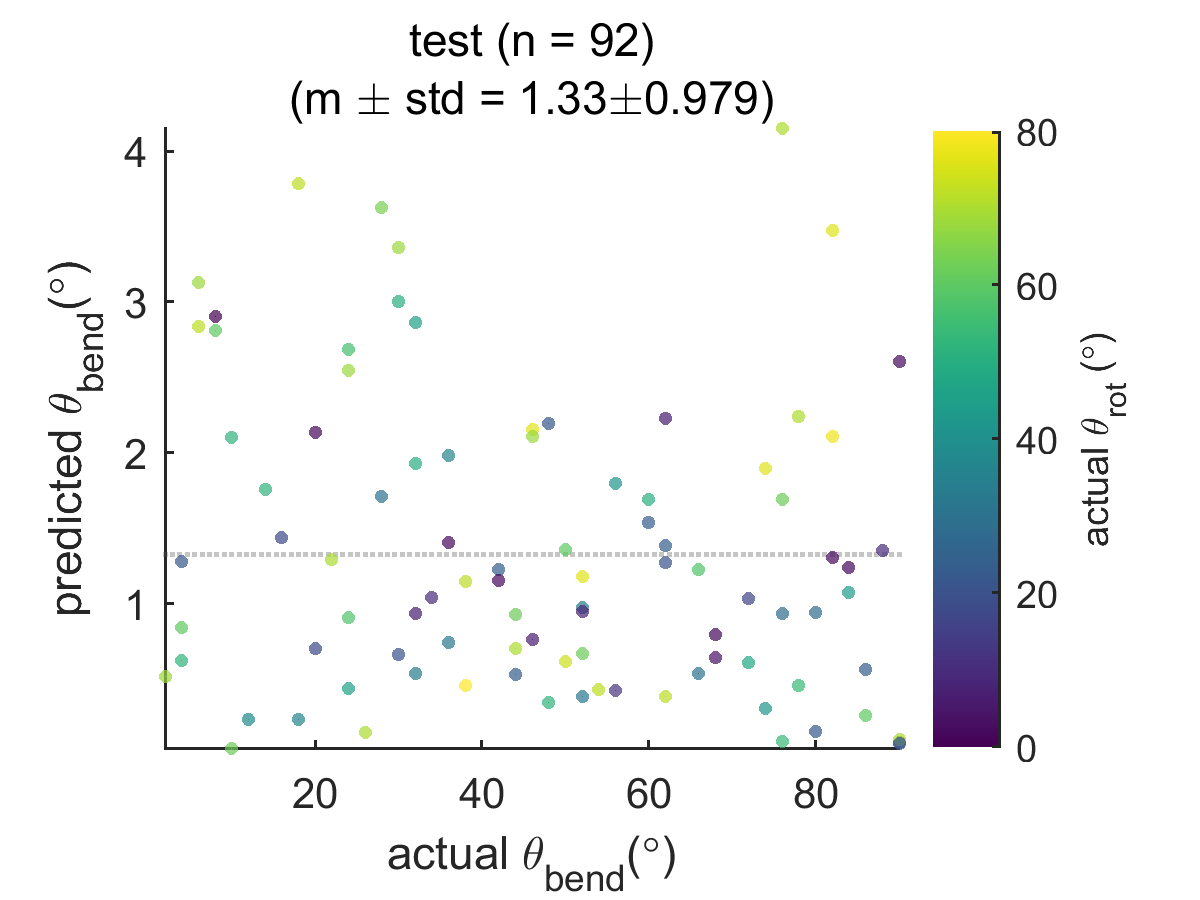 test (n = 92)
(m ± std = 1.33±0.979)
predicted θbend(°)
4
3
2
1
20
40
60
80
actual θbend(°)
80
60
40
20
0
actual θrot (°)